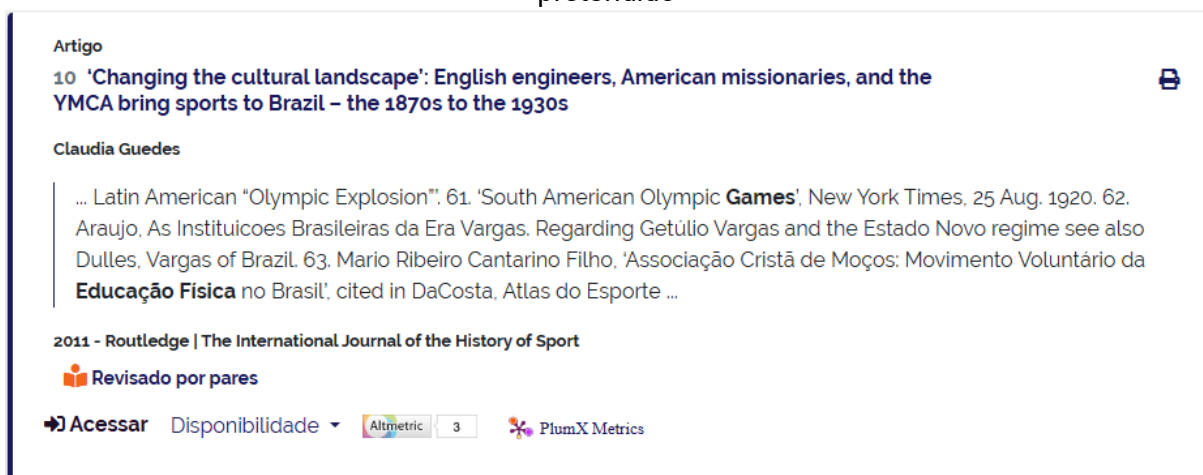 pretendido
Artigo
10 ‘Changing the cultural landscape’: English engineers, American missionaries, and the
YMCA bring sports to Brazil – the 1870s to the 1930s
Claudia Guedes
... Latin American “Olympic Explosion”’. 61. ‘South American Olympic Games’, New York Times, 25 Aug. 1920. 62.
Araujo, As Instituicoes Brasileiras da Era Vargas. Regarding Getúlio Vargas and the Estado Novo regime see also
Dulles, Vargas of Brazil. 63. Mario Ribeiro Cantarino Filho, ‘Associação Cristã de Moços: Movimento Voluntário da
Educação Física no Brasil’, cited in DaCosta, Atlas do Esporte ...
2011 - Routledge | The International Journal of the History of Sport
Revisado por pares
Acessar Disponibilidade Altmetric 3 PlumX Metrics